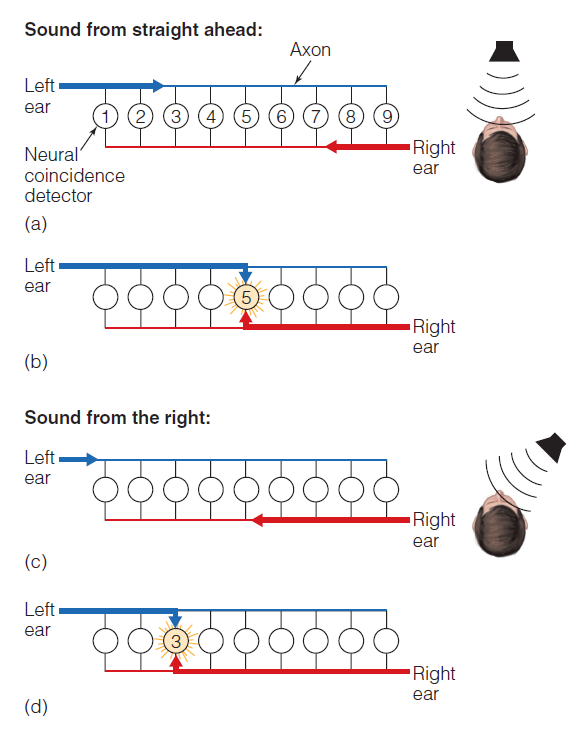 Sound from straight ahead:
Axon
Left
ear
1 2 3 4 5 6 7 8 9
Right
ear
Neural
coincidence
detector
(a)
Left
ear
5
Right
ear
(b)
Sound from the right:
Left
ear
Right
ear
(c)
Left
ear
3
Right
ear
(d)